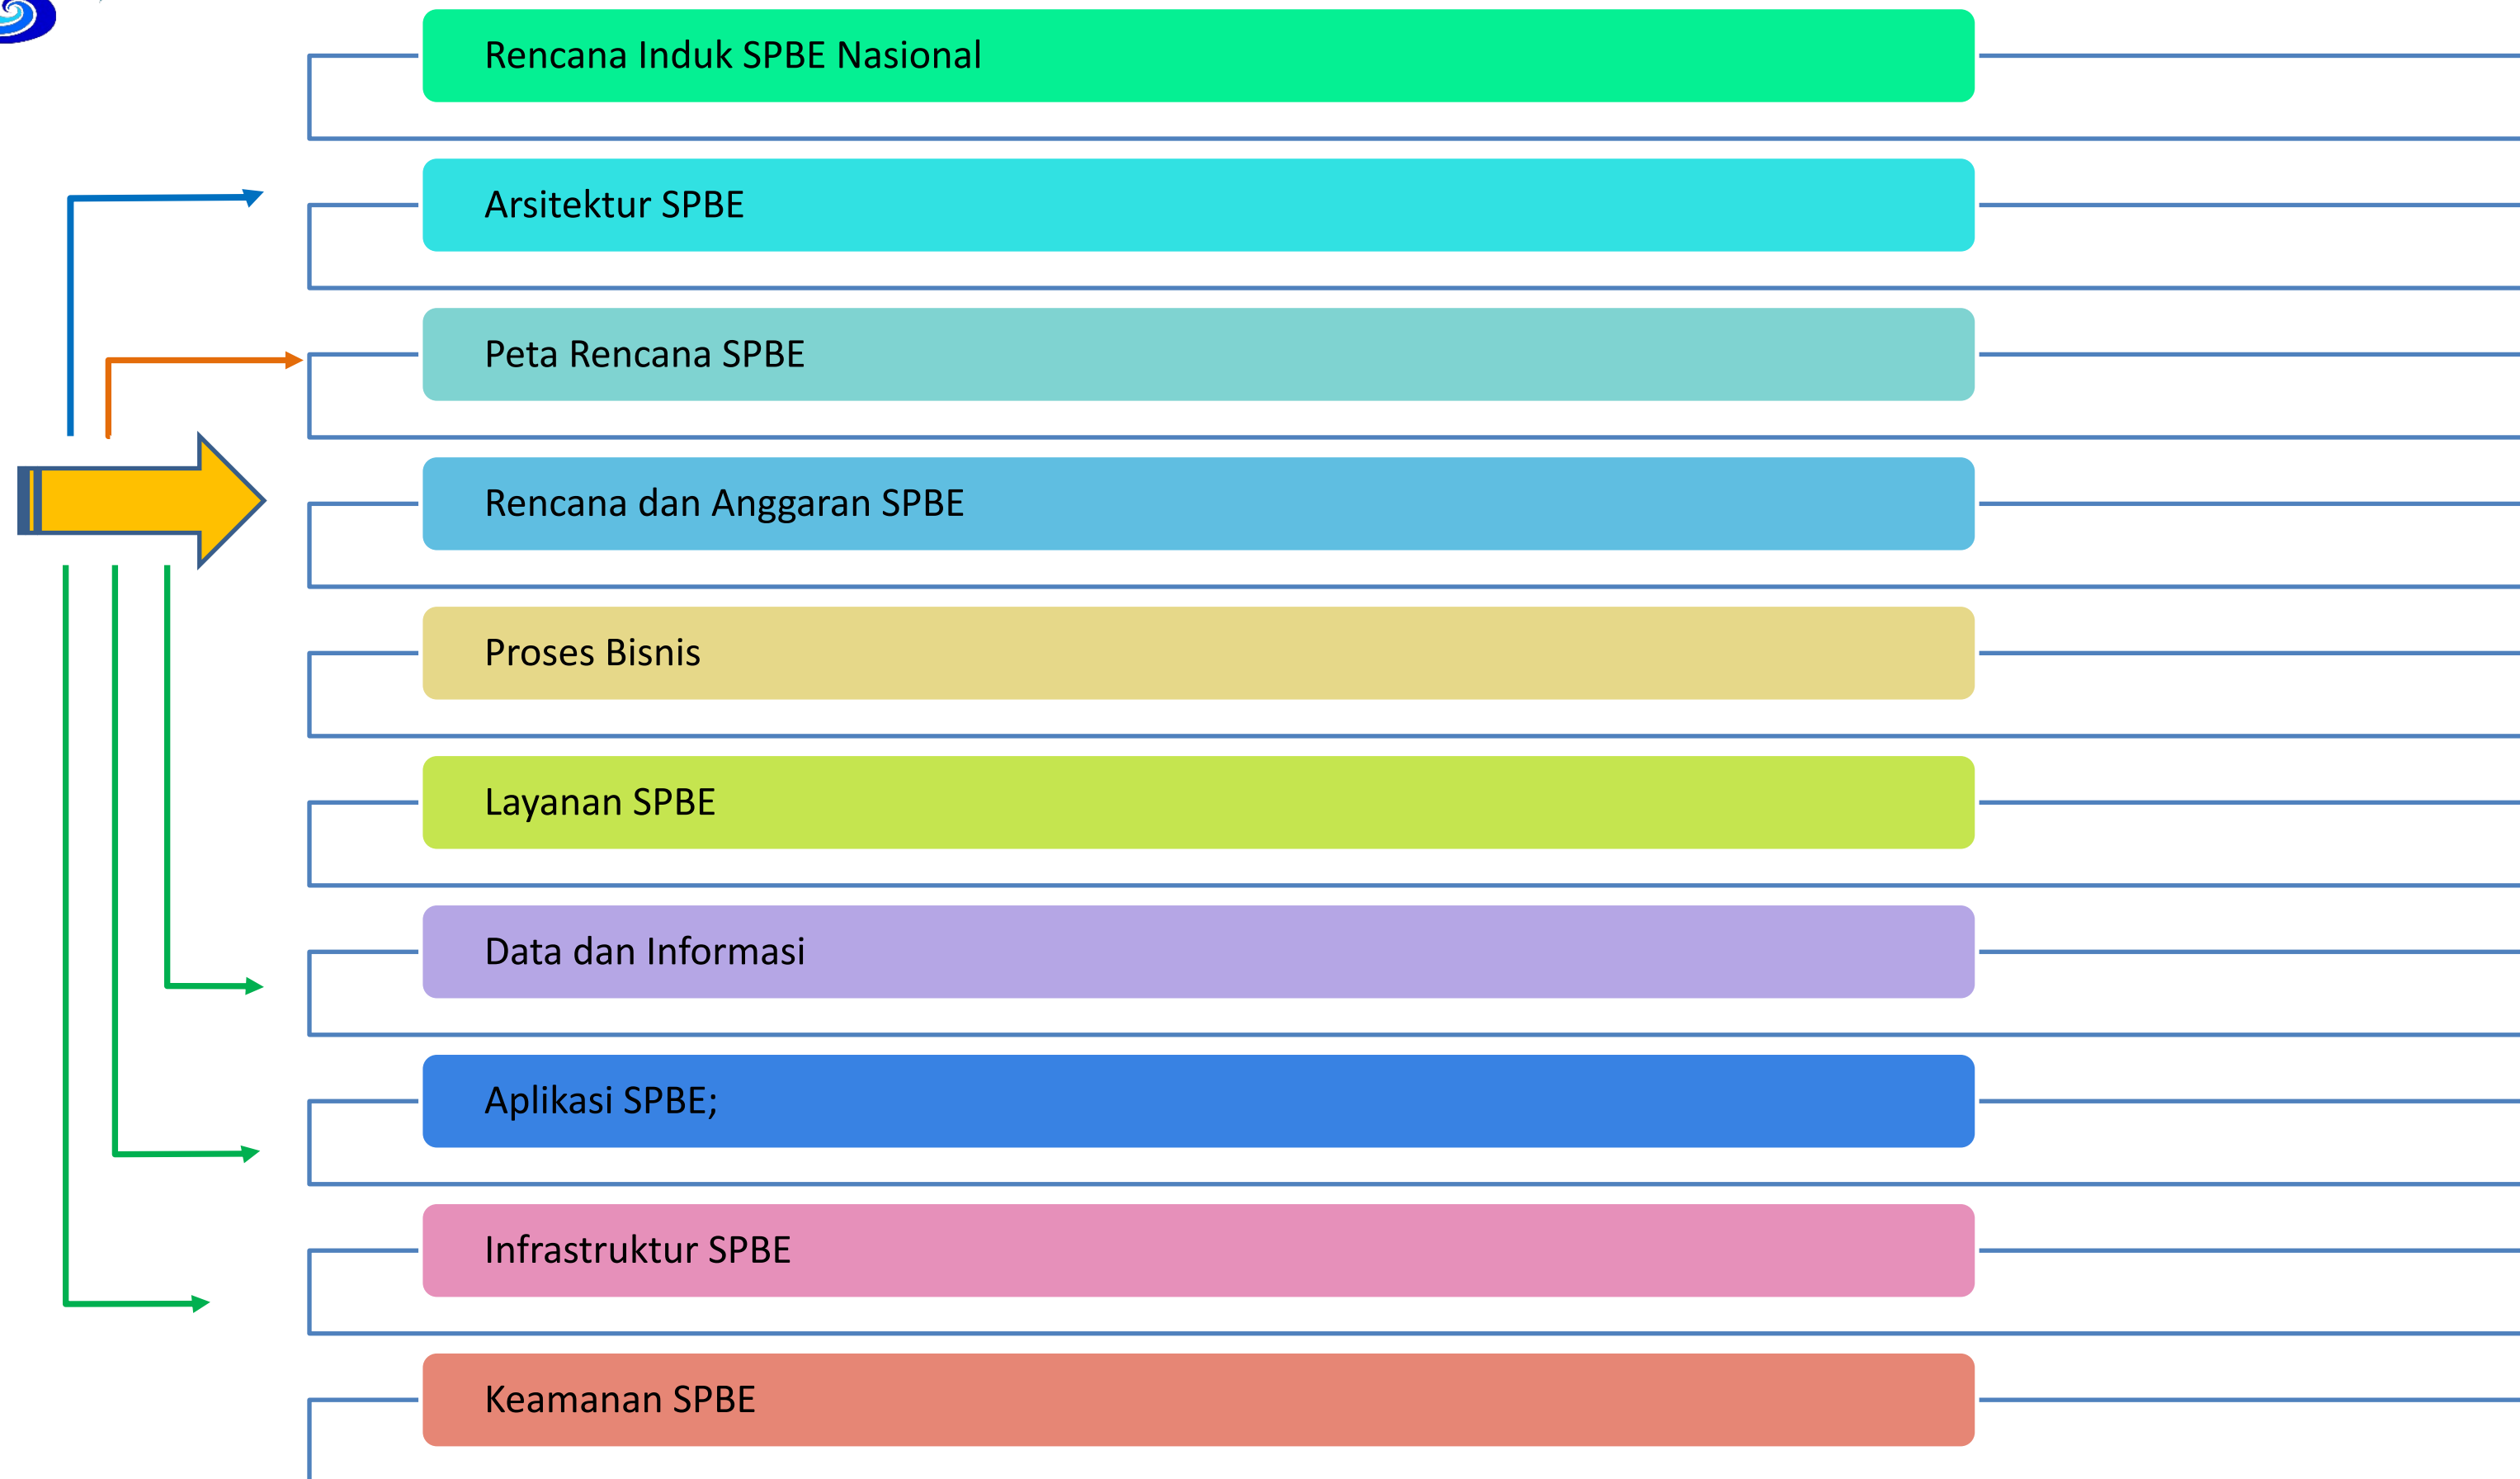 Rencana Induk SPBE Nasional
Arsitektur SPBE
Peta Rencana SPBE
Rencana dan Anggaran SPBE
Proses Bisnis
Layanan SPBE
Data dan Informasi
Aplikasi SPBE;
Infrastruktur SPBE
Keamanan SPBE